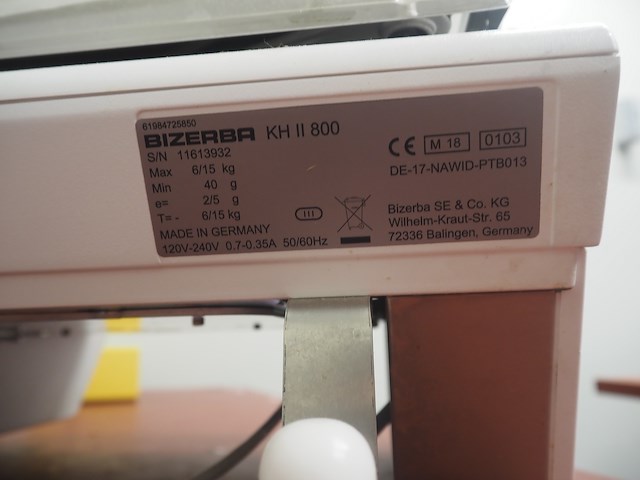 61984725850
BIZERBA KH II 800
S/N 11613932
Max 6/15 kg
Min 40 g
e= 2/5 g
T= - 6/15 kg
MADE IN GERMANY
120V-240V 0.7-0.35A 50/60Hz
III
CE M 18 0103
DE-17-NAWID-PTB013
Bizerba SE & Co. KG
Wilhelm-Kraut-Str. 65
72336 Balingen, Germany